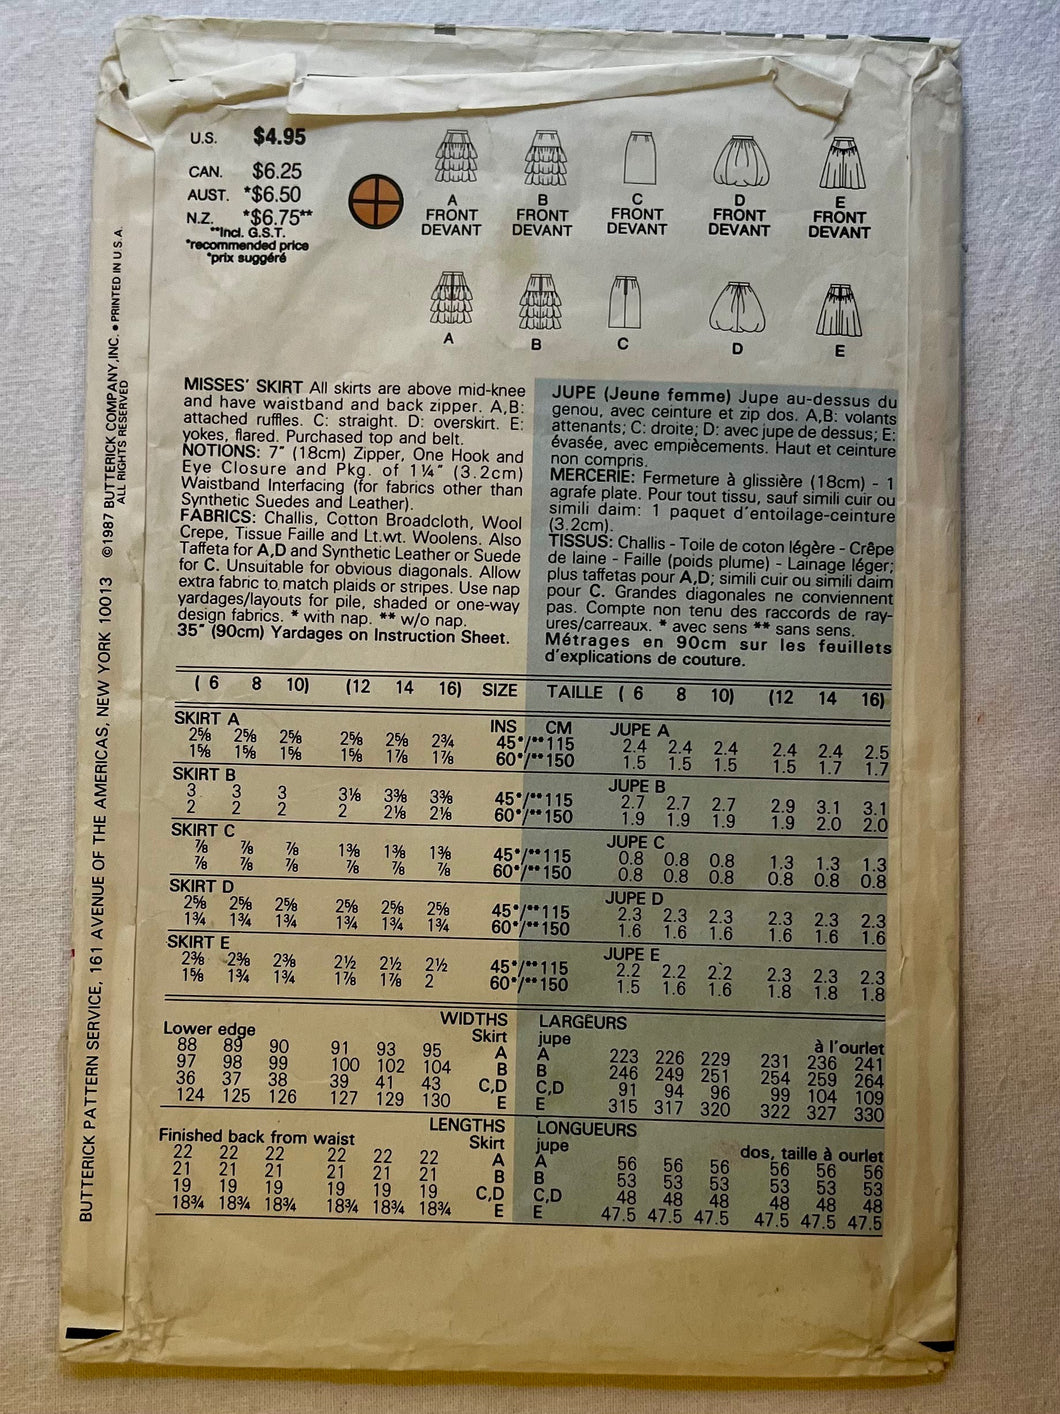 U.S. $4.95
CAN. $6.25
AUST. *$6.50
N.Z. *$6.75**
**Incl. G.S.T.
*recommended price
*prix suggéré
A FRONT DEVANT
B FRONT DEVANT
C FRONT DEVANT
D FRONT DEVANT
E FRONT DEVANT
A B C D E
BUTTERICK PATTERN SERVICE, 161 AVENUE OF THE AMERICAS, NEW YORK 10013 ©1987 BUTTERICK COMPANY, INC. • PRINTED IN U.S.A.
ALL RIGHTS RESERVED
MISSES' SKIRT All skirts are above mid-knee
and have waistband and back zipper. A,B:
attached ruffles. C: straight. D: overskirt. E:
yokes, flared. Purchased top and belt.
NOTIONS: 7" (18cm) Zipper, One Hook and
Eye Closure and Pkg. of 1¼" (3.2cm)
Waistband Interfacing (for fabrics other than
Synthetic Suedes and Leather).
FABRICS: Challis, Cotton Broadcloth, Wool
Crepe, Tissue Faille and Lt.wt. Woolens. Also
Taffeta for A,D and Synthetic Leather or Suede
for C. Unsuitable for obvious diagonals. Allow
extra fabric to match plaids or stripes. Use nap
yardages/layouts for pile, shaded or one-way
design fabrics. * with nap. ** w/o nap.
35" (90cm) Yardages on Instruction Sheet.
JUPE (Jeune femme) Jupe au-dessus du
genou, avec ceinture et zip dos. A,B: volants
attenants; C: droite; D: avec jupe de dessus; E:
évasée, avec empiècements. Haut et ceinture
non compris.
MERCERIE: Fermeture à glissière (18cm) - 1
agrafe plate. Pour tout tissu, sauf simili cuir ou
simili daim: 1 paquet d'entoilage-ceinture
(3.2cm).
TISSUS: Challis - Toile de coton légère - Crêpe
de laine - Faille (poids plume) - Lainage léger;
plus taffetas pour A,D; simili cuir ou simili daim
pour C. Grandes diagonales ne conviennent
pas. Compte non tenu des raccords de ray-
ures/carreaux. * avec sens ** sans sens.
Métrages en 90cm sur les feuillets
d'explications de couture.
( 6 8 10) (12 14 16) SIZE TAILLE ( 6 8 10) (12 14 16)
SKIRT A INS CM JUPE A
2⅝ 2⅝ 2⅝ 2⅝ 2⅝ 2¾ 45*/**115 2.4 2.4 2.4 2.4 2.4 2.5
1⅝ 1⅝ 1⅝ 1⅝ 1⅞ 1⅞ 60*/**150 1.5 1.5 1.5 1.5 1.7 1.7
SKIRT B JUPE B
3 3 3 3⅛ 3⅜ 3⅜ 45*/**115 2.7 2.7 2.7 2.9 3.1 3.1
2 2 2 2 2⅛ 2⅛ 60*/**150 1.9 1.9 1.9 1.9 2.0 2.0
SKIRT C JUPE C
⅞ ⅞ ⅞ 1⅜ 1⅜ 1⅜ 45*/**115 0.8 0.8 0.8 1.3 1.3 1.3
⅞ ⅞ ⅞ ⅞ ⅞ ⅞ 60*/**150 0.8 0.8 0.8 0.8 0.8 0.8
SKIRT D JUPE D
2⅝ 2⅝ 2⅝ 2⅝ 2⅝ 2⅝ 45*/**115 2.3 2.3 2.3 2.3 2.3 2.3
1¾ 1¾ 1¾ 1¾ 1¾ 1¾ 60*/**150 1.6 1.6 1.6 1.6 1.6 1.6
SKIRT E JUPE E
2⅜ 2⅜ 2⅜ 2½ 2½ 2½ 45*/**115 2.2 2.2 2.2 2.3 2.3 2.3
1⅝ 1¾ 1¾ 1⅞ 1⅞ 2 60*/**150 1.5 1.6 1.6 1.8 1.8 1.8
WIDTHS LARGEURS
Lower edge Skirt jupe à l'ourlet
88 89 90 91 93 95 A A 223 226 229 231 236 241
97 98 99 100 102 104 B B 246 249 251 254 259 264
36 37 38 39 41 43 C,D C,D 91 94 96 99 104 109
124 125 126 127 129 130 E E 315 317 320 322 327 330
LENGTHS LONGUEURS
Finished back from waist Skirt jupe dos, taille à ourlet
22 22 22 22 22 22 A A 56 56 56 56 56 56
21 21 21 21 21 21 B B 53 53 53 53 53 53
19 19 19 19 19 19 C,D C,D 48 48 48 48 48 48
18¾ 18¾ 18¾ 18¾ 18¾ 18¾ E E 47.5 47.5 47.5 47.5 47.5 47.5